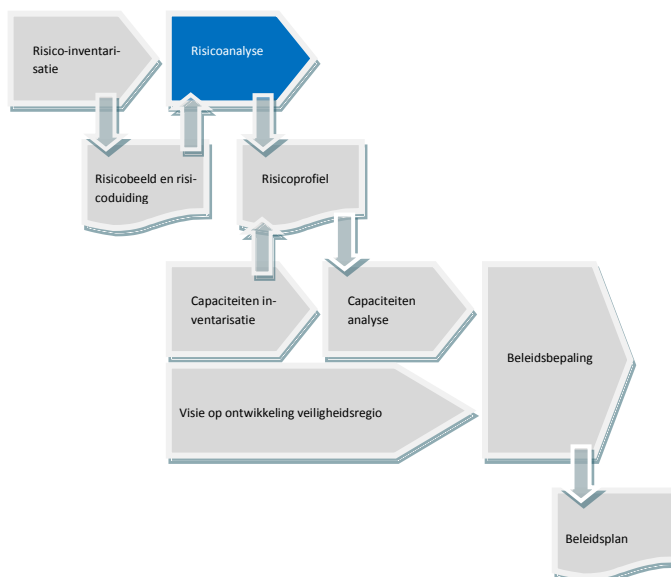 Risico-inventari-
satie
Risicoanalyse
Risicobeeld en risi-
coduiding
Risicoprofiel
Capaciteiten in-
ventarisatie
Capaciteiten
analyse
Beleidsbepaling
Visie op ontwikkeling veiligheidsregio
Beleidsplan